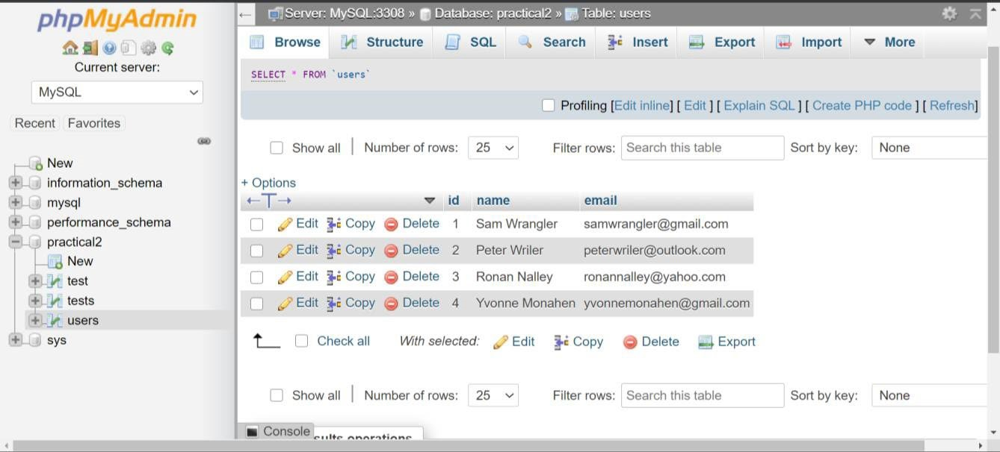 phpMyAdmin
Current server:
MySQL
Recent Favorites
New
information_schema
mysql
performance_schema
practical2
New
test
tests
users
sys
Server: MySQL:3308 » Database: practical2 » Table: users
Browse Structure SQL Search Insert Export Import More
SELECT * FROM `users`
Profiling [Edit inline] [ Edit ] [ Explain SQL ] [ Create PHP code ] [ Refresh]
Show all Number of rows: 25 Filter rows: Search this table Sort by key: None
+ Options
←T→ id name email
Edit Copy Delete 1 Sam Wrangler samwrangler@gmail.com
Edit Copy Delete 2 Peter Wriler peterwriler@outlook.com
Edit Copy Delete 3 Ronan Nalley ronannalley@yahoo.com
Edit Copy Delete 4 Yvonne Monahen yvonnemonahen@gmail.com
Check all With selected: Edit Copy Delete Export
Show all Number of rows: 25 Filter rows: Search this table Sort by key: None
Console
operations